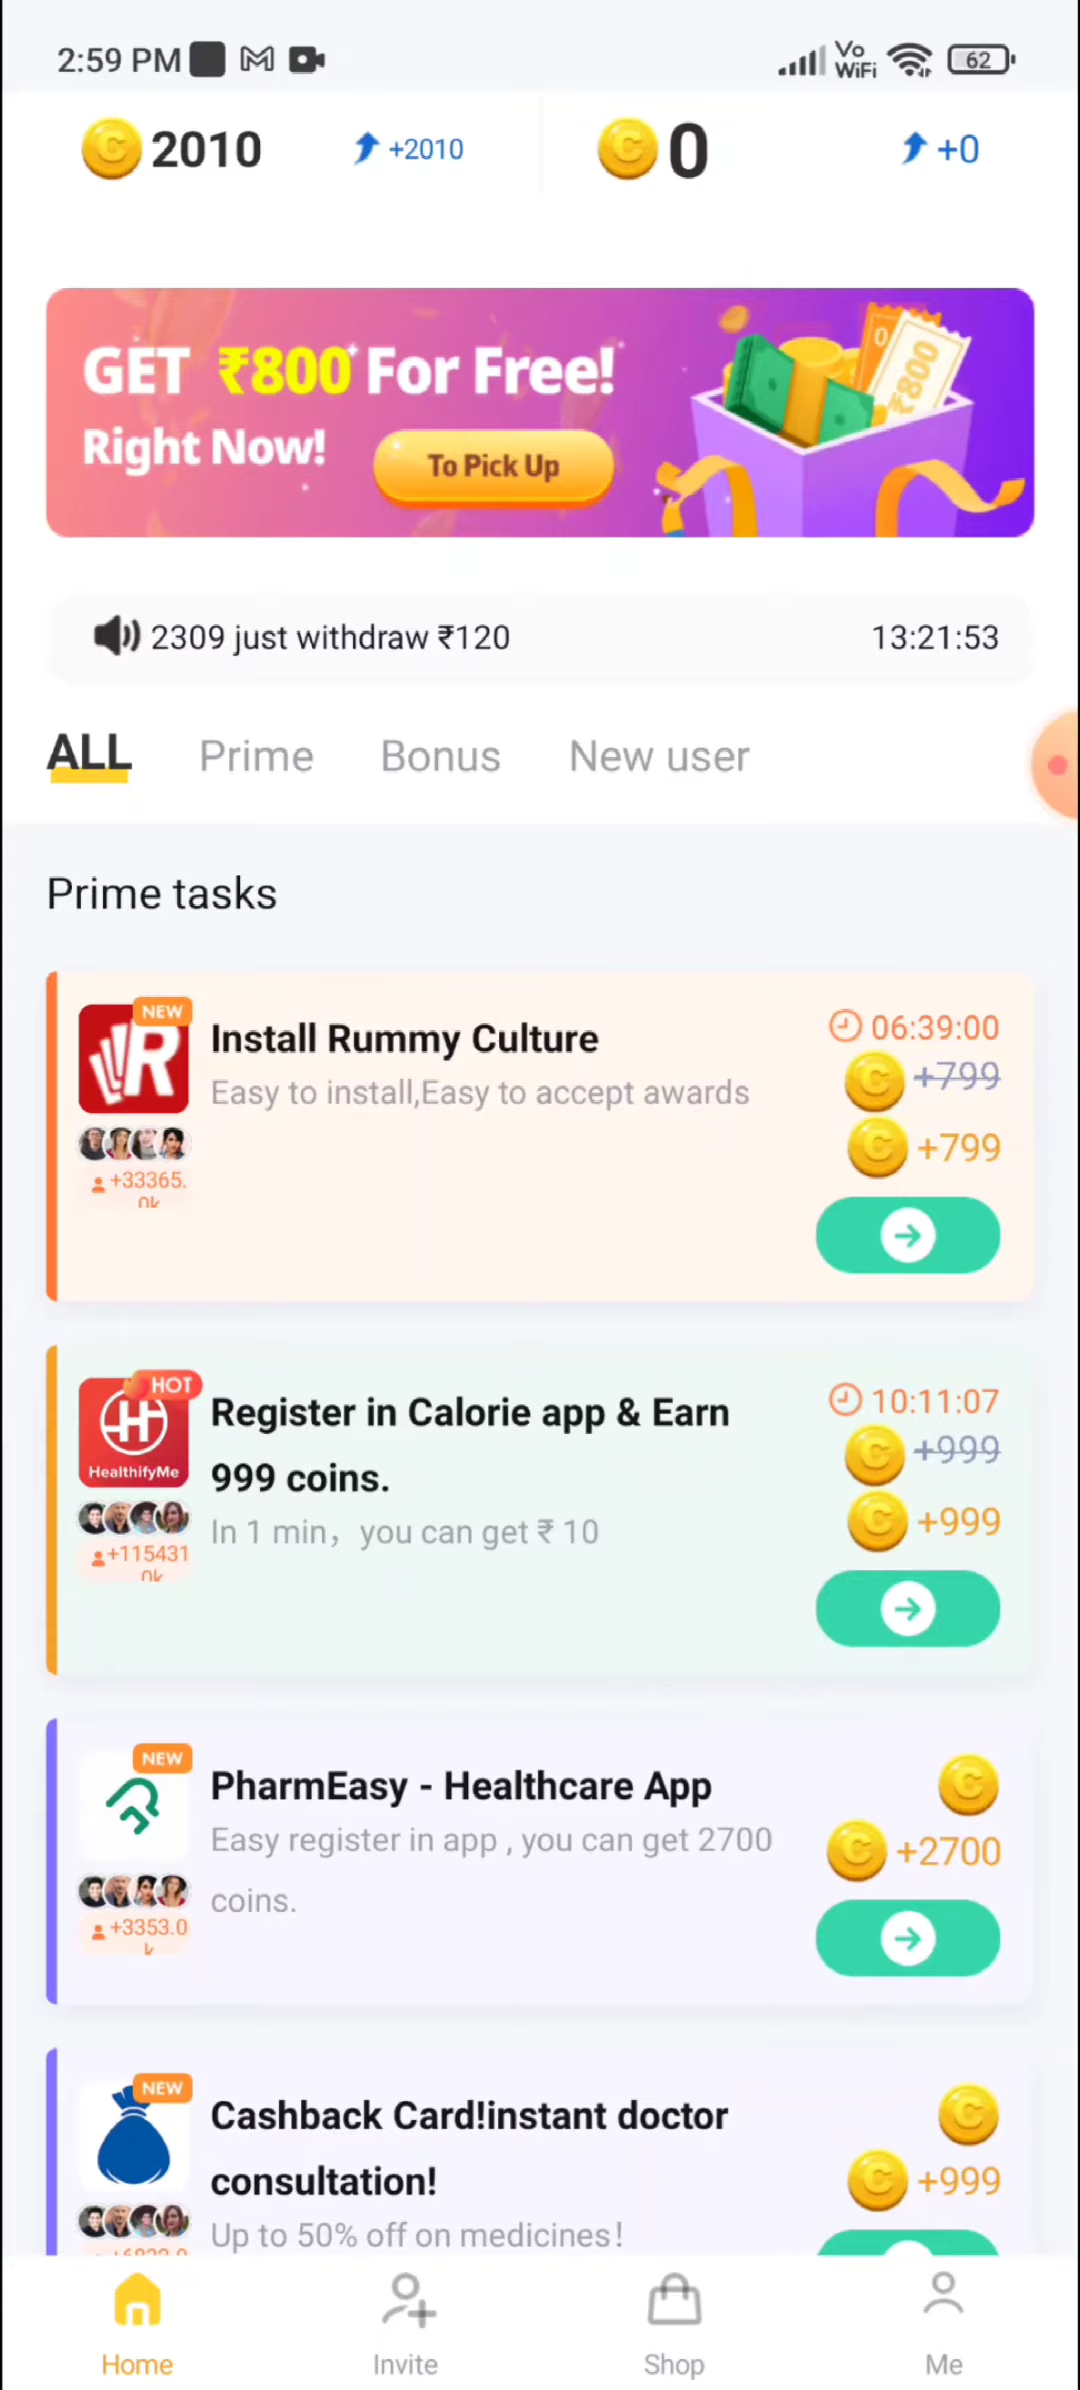 2:59 PM
Vo
WiFi
62
2010
+2010
0
+0
GET ₹800 For Free!
Right Now!
To Pick Up
0
₹800
2309 just withdraw ₹120
13:21:53
ALL
Prime
Bonus
New user
Prime tasks
NEW
Install Rummy Culture
Easy to install,Easy to accept awards
+33365.
06:39:00
+799
+799
HOT
HealthifyMe
Register in Calorie app & Earn
999 coins.
In 1 min，you can get ₹ 10
+115431
10:11:07
+999
+999
NEW
PharmEasy - Healthcare App
Easy register in app , you can get 2700
coins.
+3353.0
+2700
NEW
Cashback Card!instant doctor
consultation!
Up to 50% off on medicines!
+999
Home
Invite
Shop
Me